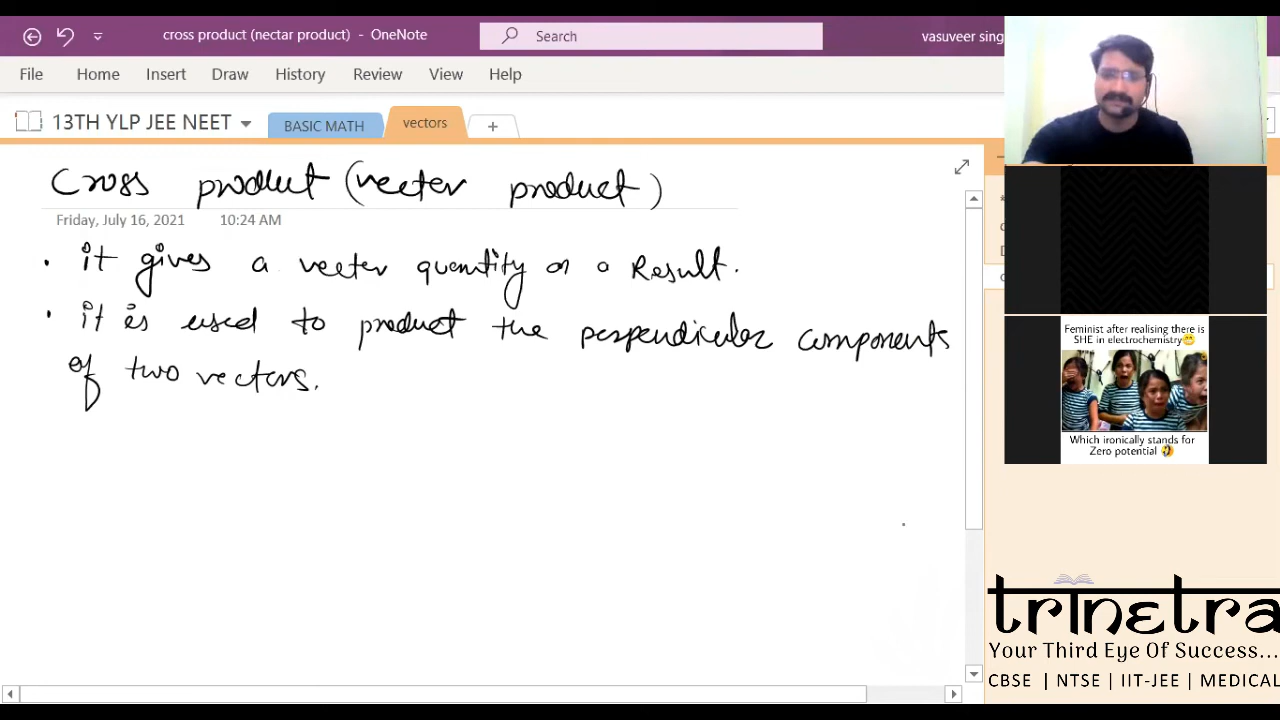 cross product (nectar product) - OneNote
Search
vasuveer sing
File Home Insert Draw History Review View Help
13TH YLP JEE NEET
BASIC MATH
vectors
Cross product (vector product)
Friday, July 16, 2021 10:24 AM
• it gives a vector quantity as a Result.
• it is used to product the perpendicular components
of two vectors.
Feminist after realising there is
SHE in electrochemistry😁
Which ironically stands for
Zero potential 🤣
trinetra
Your Third Eye Of Success...
CBSE | NTSE | IIT-JEE | MEDICAL